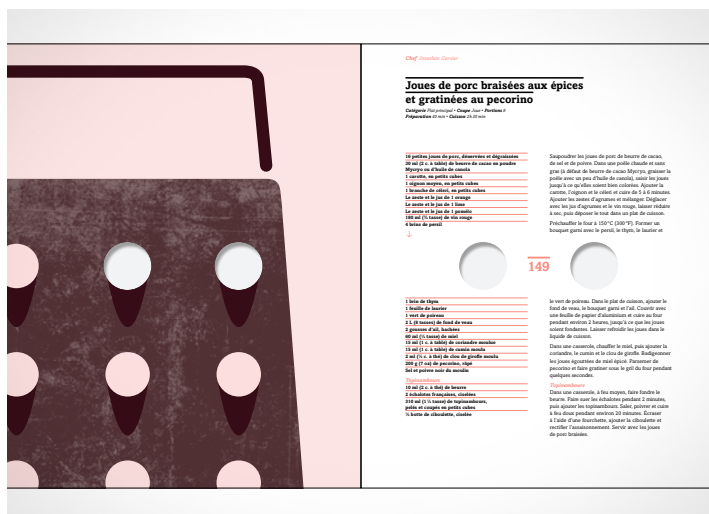 Chef Jonathan Garnier
Joues de porc braisées aux épices
et gratinées au pecorino
Catégorie Plat principal • Coupe Joue • Portions 8
Préparation 40 min • Cuisson 2h30 min
16 petites joues de porc, dénervées et dégraissées
30 ml (2 c. à table) de beurre de cacao en poudre
Mycryo ou d'huile de canola
1 carotte, en petits cubes
1 oignon moyen, en petits cubes
1 branche de céleri, en petits cubes
Le zeste et le jus de 1 orange
Le zeste et le jus de 1 lime
Le zeste et le jus de 1 pomélo
180 ml (¾ tasse) de vin rouge
4 brins de persil
↓
Saupoudrer les joues de porc de beurre de cacao,
de sel et de poivre. Dans une poêle chaude et sans
gras (à défaut de beurre de cacao Mycryo, graisser la
poêle avec un peu d'huile de canola), saisir les joues
jusqu'à ce qu'elles soient bien colorées. Ajouter la
carotte, l'oignon et le céleri et cuire de 5 à 6 minutes.
Ajouter les zestes d'agrumes et mélanger. Déglacer
avec les jus d'agrumes et le vin rouge, laisser réduire
à sec, puis déposer le tout dans un plat de cuisson.
Préchauffer le four à 150 °C (300 °F). Former un
bouquet garni avec le persil, le thym, le laurier et
149
1 brin de thym
1 feuille de laurier
1 vert de poireau
2 L (8 tasses) de fond de veau
2 gousses d'ail, hachées
60 ml (¼ tasse) de miel
15 ml (1 c. à table) de coriandre moulue
15 ml (1 c. à table) de cumin moulu
2 ml (½ c. à thé) de clou de girofle moulu
200 g (7 oz) de pecorino, râpé
Sel et poivre noir du moulin
Topinambours
10 ml (2 c. à thé) de beurre
2 échalotes françaises, ciselées
310 ml (1 ¼ tasse) de topinambours,
pelés et coupés en petits cubes
½ botte de ciboulette, ciselée
le vert de poireau. Dans le plat de cuisson, ajouter le
fond de veau, le bouquet garni et l'ail. Couvrir avec
une feuille de papier d'aluminium et cuire au four
pendant environ 2 heures, jusqu'à ce que les joues
soient fondantes. Laisser refroidir les joues dans le
liquide de cuisson.
Dans une casserole, chauffer le miel, puis ajouter la
coriandre, le cumin et le clou de girofle. Badigeonner
les joues égouttées de miel épicé. Parsemer de
pecorino et faire gratiner sous le gril du four pendant
quelques secondes.
Topinambours
Dans une casserole, à feu moyen, faire fondre le
beurre. Faire suer les échalotes pendant 2 minutes,
puis ajouter les topinambours. Saler, poivrer et cuire
à feu doux pendant environ 20 minutes. Écraser
à l'aide d'une fourchette, ajouter la ciboulette et
rectifier l'assaisonnement. Servir avec les joues
de porc braisées.